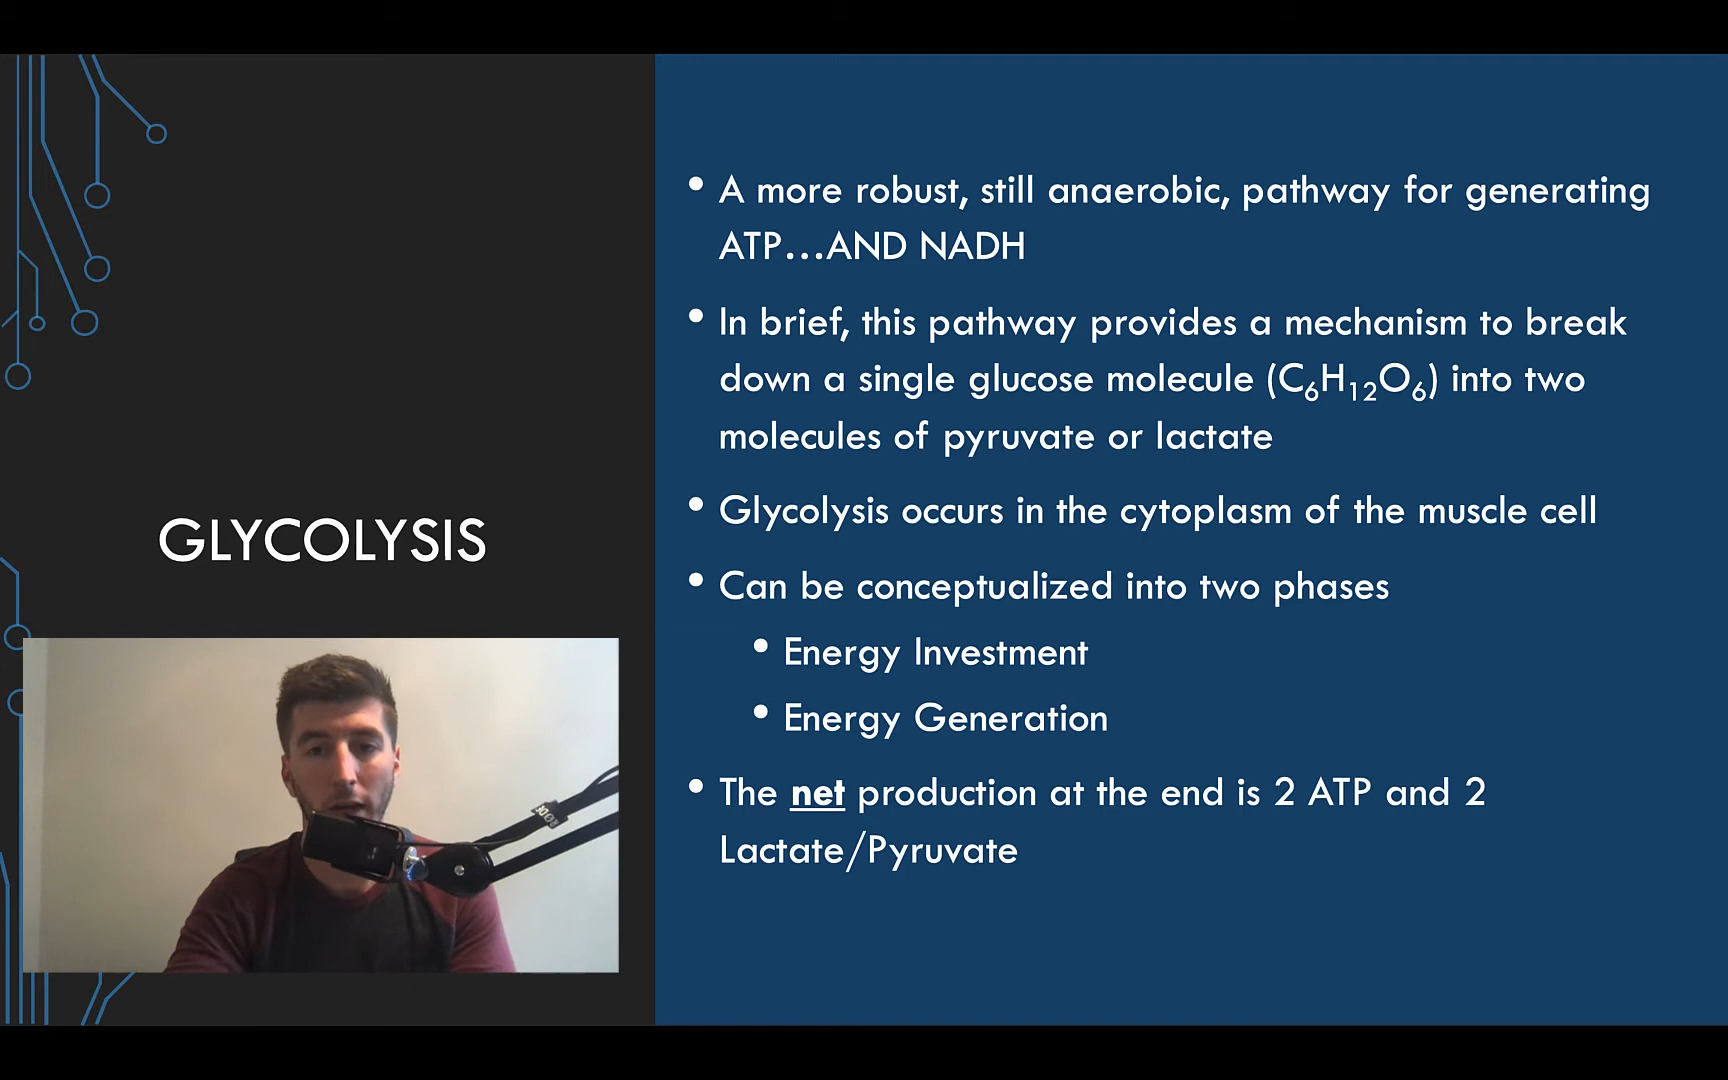 GLYCOLYSIS
• A more robust, still anaerobic, pathway for generating
ATP...AND NADH
• In brief, this pathway provides a mechanism to break
down a single glucose molecule (C₆H₁₂O₆) into two
molecules of pyruvate or lactate
• Glycolysis occurs in the cytoplasm of the muscle cell
• Can be conceptualized into two phases
• Energy Investment
• Energy Generation
• The net production at the end is 2 ATP and 2
Lactate/Pyruvate
RODE